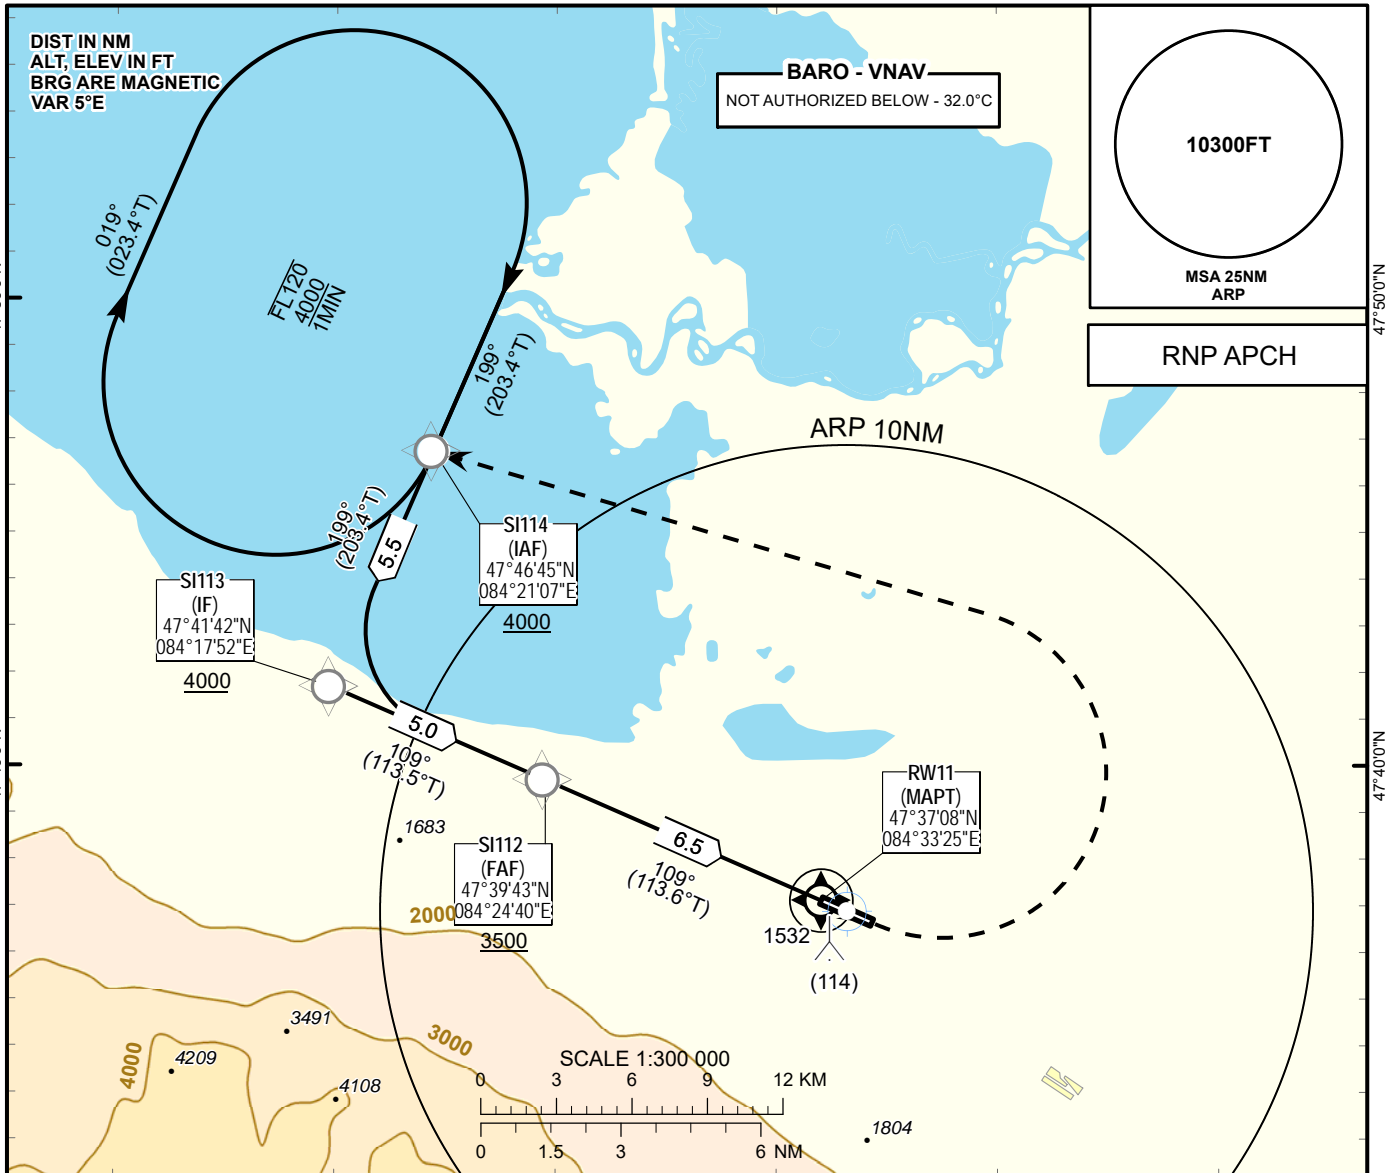 DIST IN NM
ALT, ELEV IN FT
BRG ARE MAGNETIC
VAR 5°E
BARO - VNAV
NOT AUTHORIZED BELOW - 32.0°C
10300FT
MSA 25NM
ARP
RNP APCH
47°50'0"N
019°
(023.4°T)
FL120
4000
1MIN
199°
(203.4°T)
ARP 10NM
199°
(203.4°T)
5.5
SI114
(IAF)
47°46'45"N
084°21'07"E
4000
SI113
(IF)
47°41'42"N
084°17'52"E
4000
5.0
109°
(113.5°T)
47°40'0"N
RW11
(MAPT)
47°37'08"N
084°33'25"E
1683
SI112
(FAF)
47°39'43"N
084°24'40"E
3500
6.5
109°
(113.6°T)
2000
1532
(114)
3491
3000
4209
4000
4108
SCALE 1:300 000
0 3 6 9 12 KM
0 1.5 3 6 NM
1804